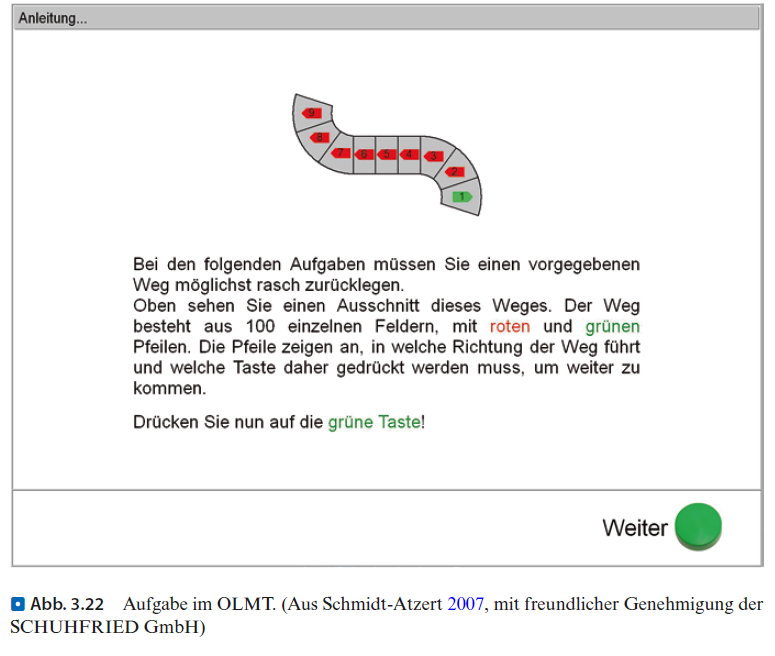 Anleitung...
9
8
7 6 5 4 3
2
1
Bei den folgenden Aufgaben müssen Sie einen vorgegebenen
Weg möglichst rasch zurücklegen.
Oben sehen Sie einen Ausschnitt dieses Weges. Der Weg
besteht aus 100 einzelnen Feldern, mit roten und grünen
Pfeilen. Die Pfeile zeigen an, in welche Richtung der Weg führt
und welche Taste daher gedrückt werden muss, um weiter zu
kommen.
Drücken Sie nun auf die grüne Taste!
Weiter
Abb. 3.22 Aufgabe im OLMT. (Aus Schmidt-Atzert 2007, mit freundlicher Genehmigung der
SCHUHFRIED GmbH)